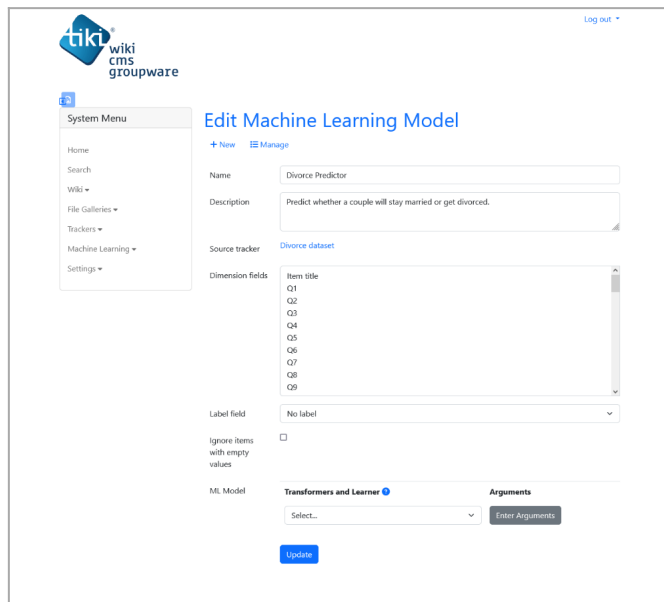 Log out
tiki
wiki
cms
groupware
System Menu
Home
Search
Wiki
File Galleries
Trackers
Machine Learning
Settings
Edit Machine Learning Model
+ New Manage
Name Divorce Predictor
Description Predict whether a couple will stay married or get divorced.
Source tracker Divorce dataset
Dimension fields Item title
Q1
Q2
Q3
Q4
Q5
Q6
Q7
Q8
Q9
Label field No label
Ignore items
with empty
values
ML Model Transformers and Learner ? Arguments
Select... Enter Arguments
Update